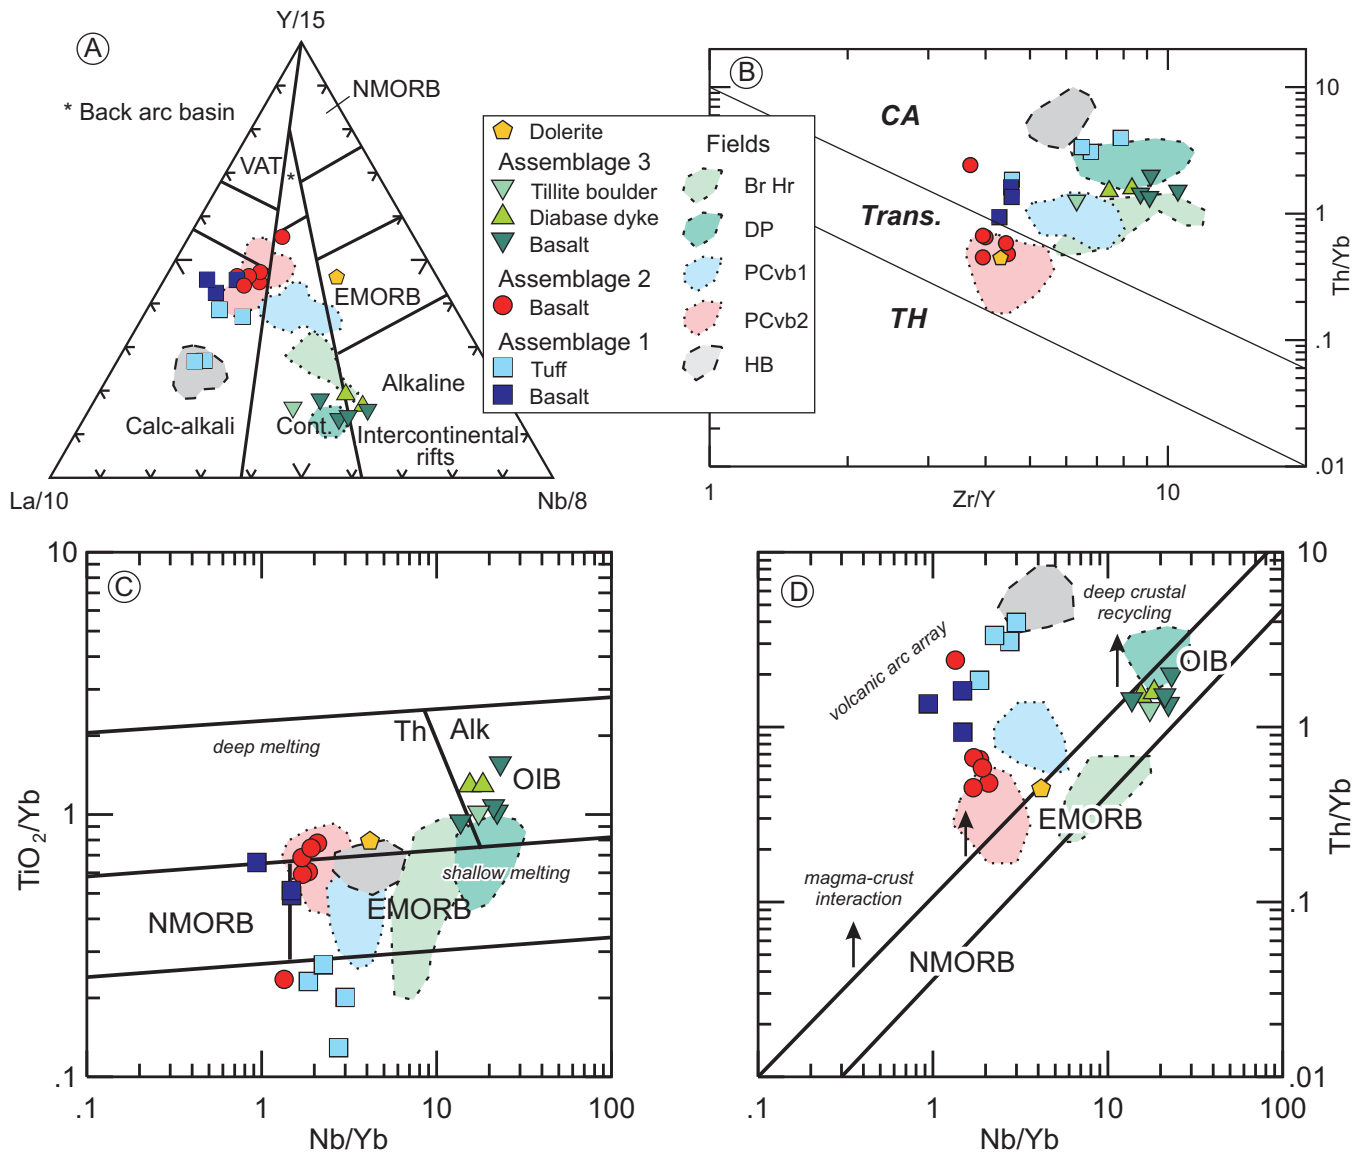 Y/15
A
* Back arc basin
NMORB
VAT
*
EMORB
Alkaline
Calc-alkali
Cont
Intercontinental
rifts
La/10
Nb/8
Dolerite
Assemblage 3
Tillite boulder
Diabase dyke
Basalt
Assemblage 2
Basalt
Assemblage 1
Tuff
Basalt
Fields
Br Hr
DP
PCvb1
PCvb2
HB
B
CA
Trans.
TH
10
1
.1
.01
Th/Yb
1
Zr/Y
10
C
10
1
.1
TiO2/Yb
deep melting
Th
Alk
OIB
shallow melting
NMORB
EMORB
.1
1
10
100
Nb/Yb
D
deep crustal
recycling
volcanic arc array
OIB
EMORB
magma-crust
interaction
NMORB
10
1
.1
.01
Th/Yb
.1
1
10
100
Nb/Yb